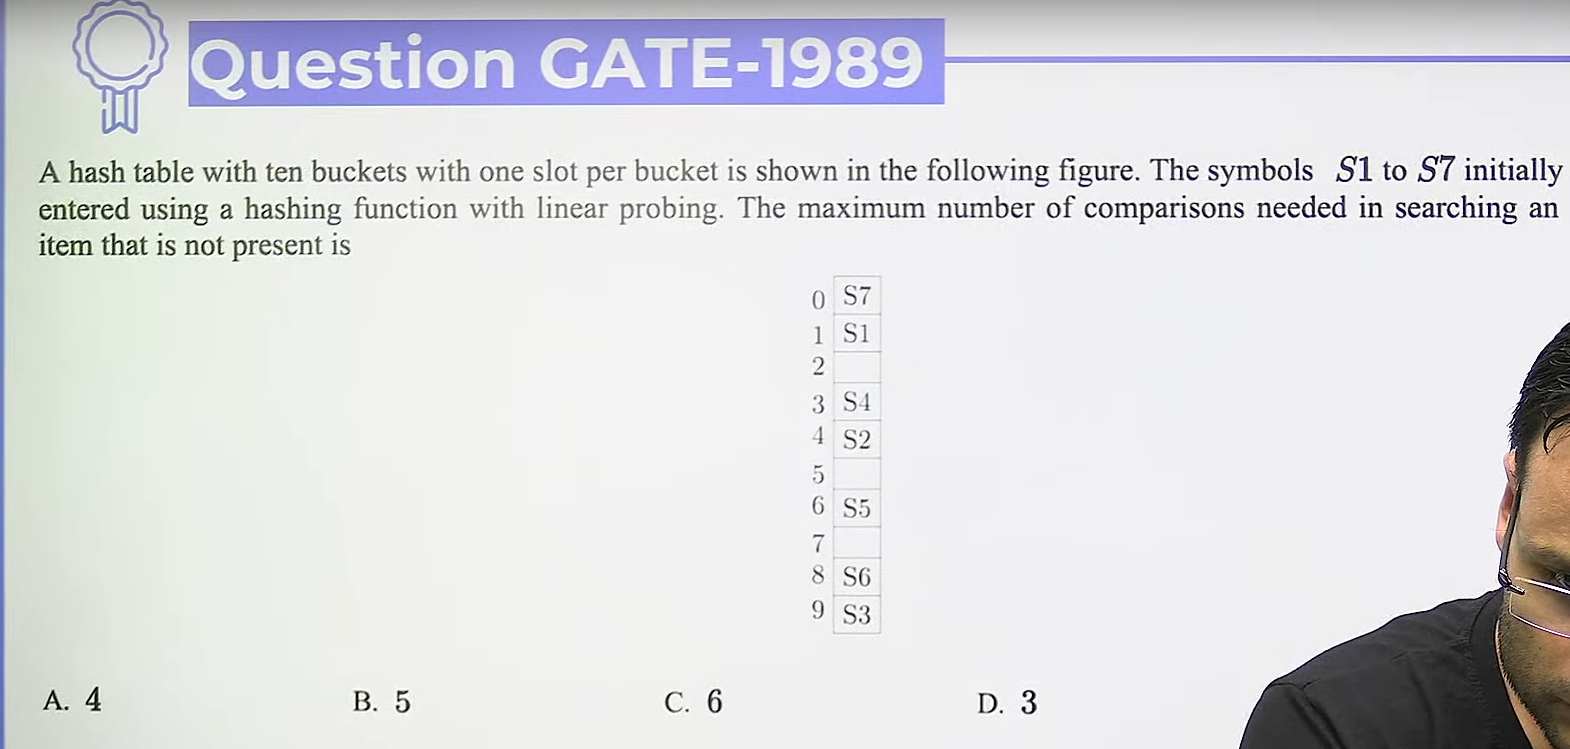 Question GATE-1989
A hash table with ten buckets with one slot per bucket is shown in the following figure. The symbols S1 to S7 initially
entered using a hashing function with linear probing. The maximum number of comparisons needed in searching an
item that is not present is
0 S7
1 S1
2
3 S4
4 S2
5
6 S5
7
8 S6
9 S3
A. 4 B. 5 C. 6 D. 3